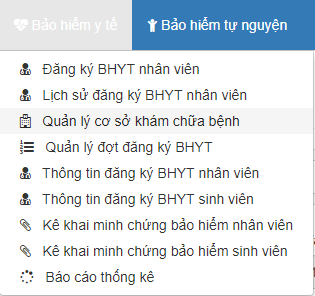 Bảo hiểm y tế Bảo hiểm tự nguyện
Đăng ký BHYT nhân viên
Lịch sử đăng ký BHYT nhân viên
Quản lý cơ sở khám chữa bệnh
Quản lý đợt đăng ký BHYT
Thông tin đăng ký BHYT nhân viên
Thông tin đăng ký BHYT sinh viên
Kê khai minh chứng bảo hiểm nhân viên
Kê khai minh chứng bảo hiểm sinh viên
Báo cáo thống kê